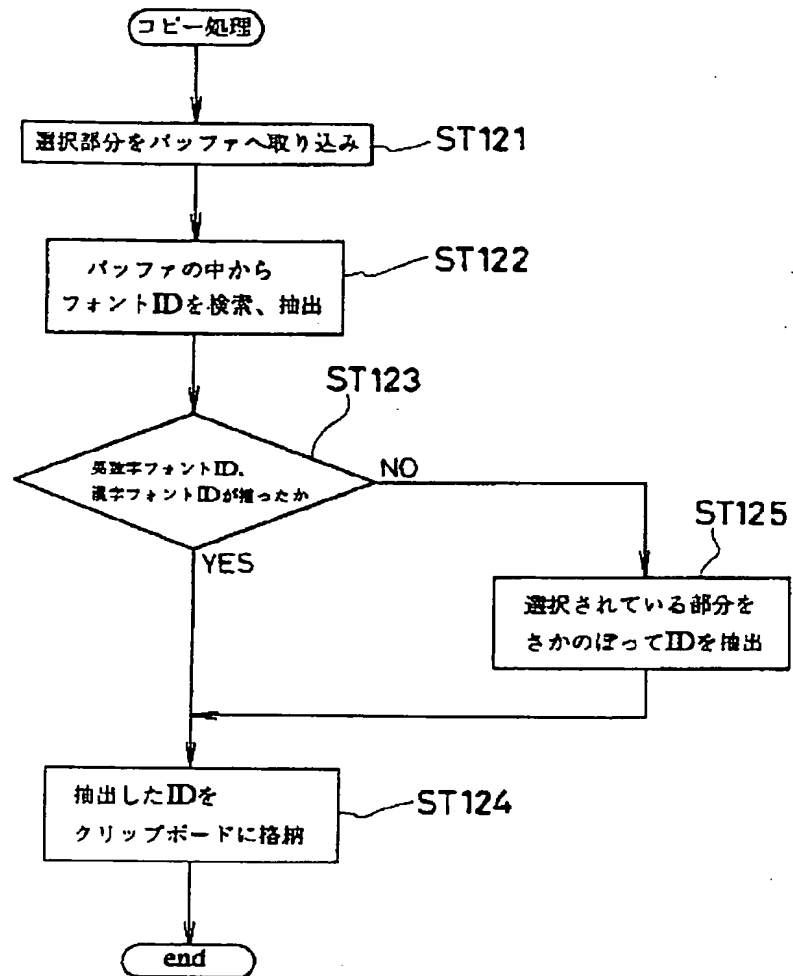 コピー処理
選択部分をバッファへ取り込み
ST121
バッファの中から
フォントIDを検索、抽出
ST122
ST123
英数字フォントID、
漢字フォントIDが揃ったか
NO
YES
ST125
選択されている部分を
さかのぼってIDを抽出
抽出したIDを
クリップボードに格納
ST124
end